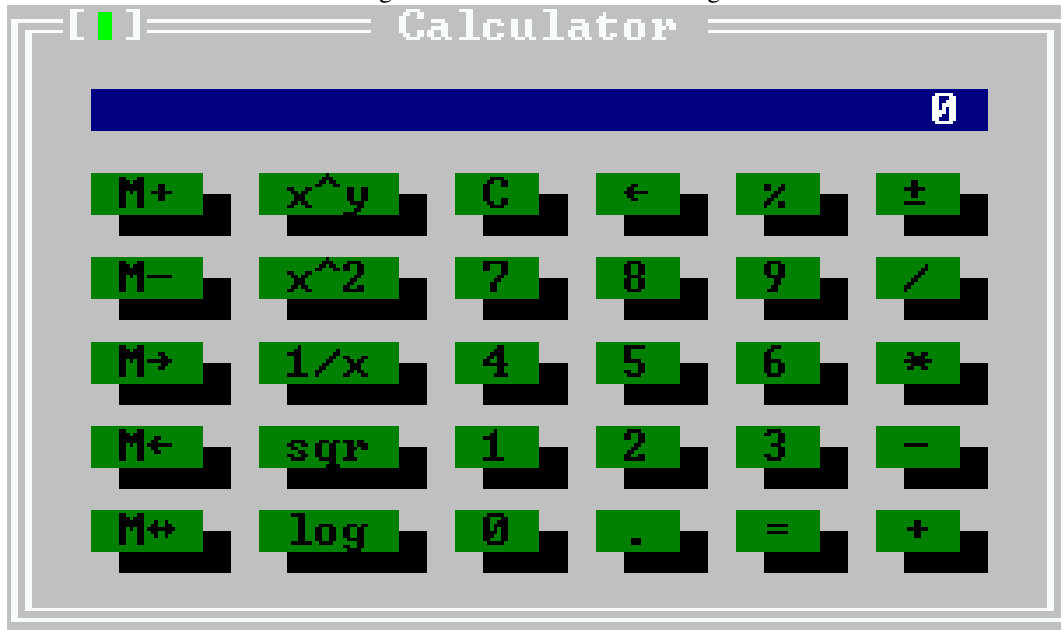 [ ] Calculator
0
M+ x^y C ← % ±
M- x^2 7 8 9 /
M→ 1/x 4 5 6 *
M← sqr 1 2 3 -
M↔ log 0 . = +